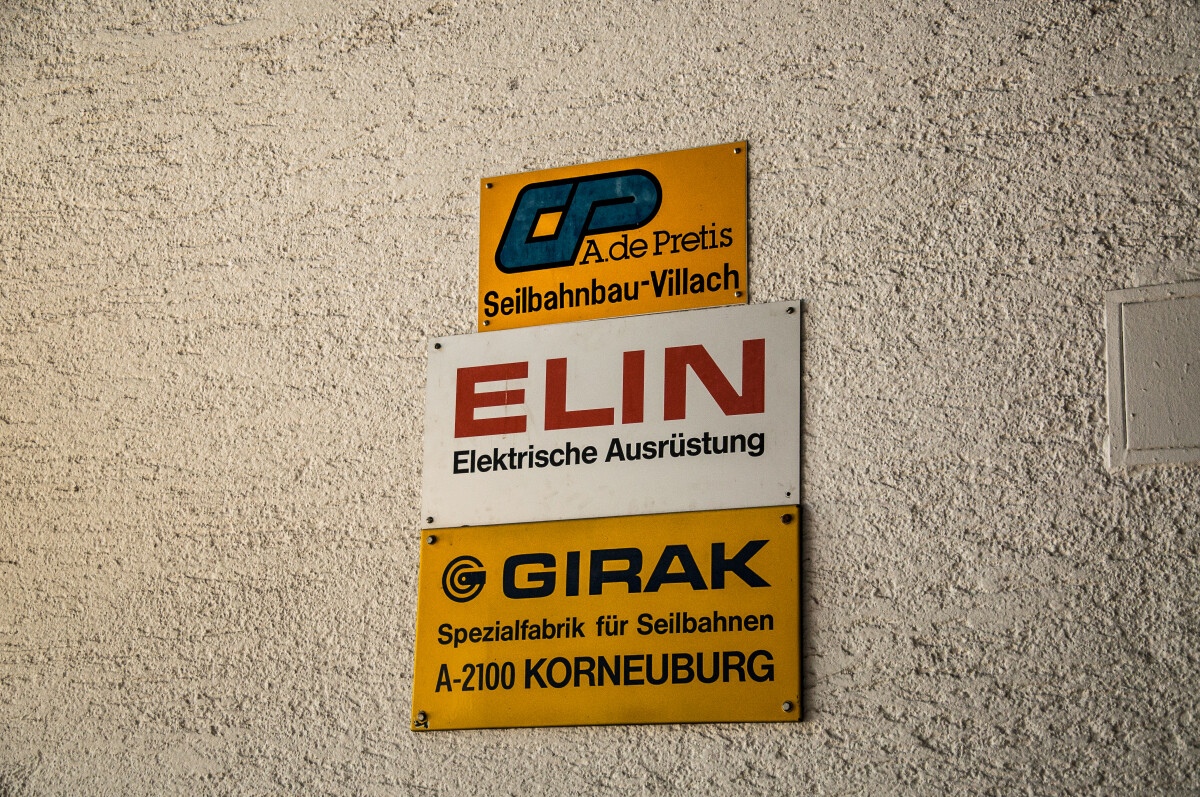 A.de Pretis
Seilbahnbau-Villach
ELIN
Elektrische Ausrüstung
GIRAK
Spezialfabrik für Seilbahnen
A-2100 KORNEUBURG